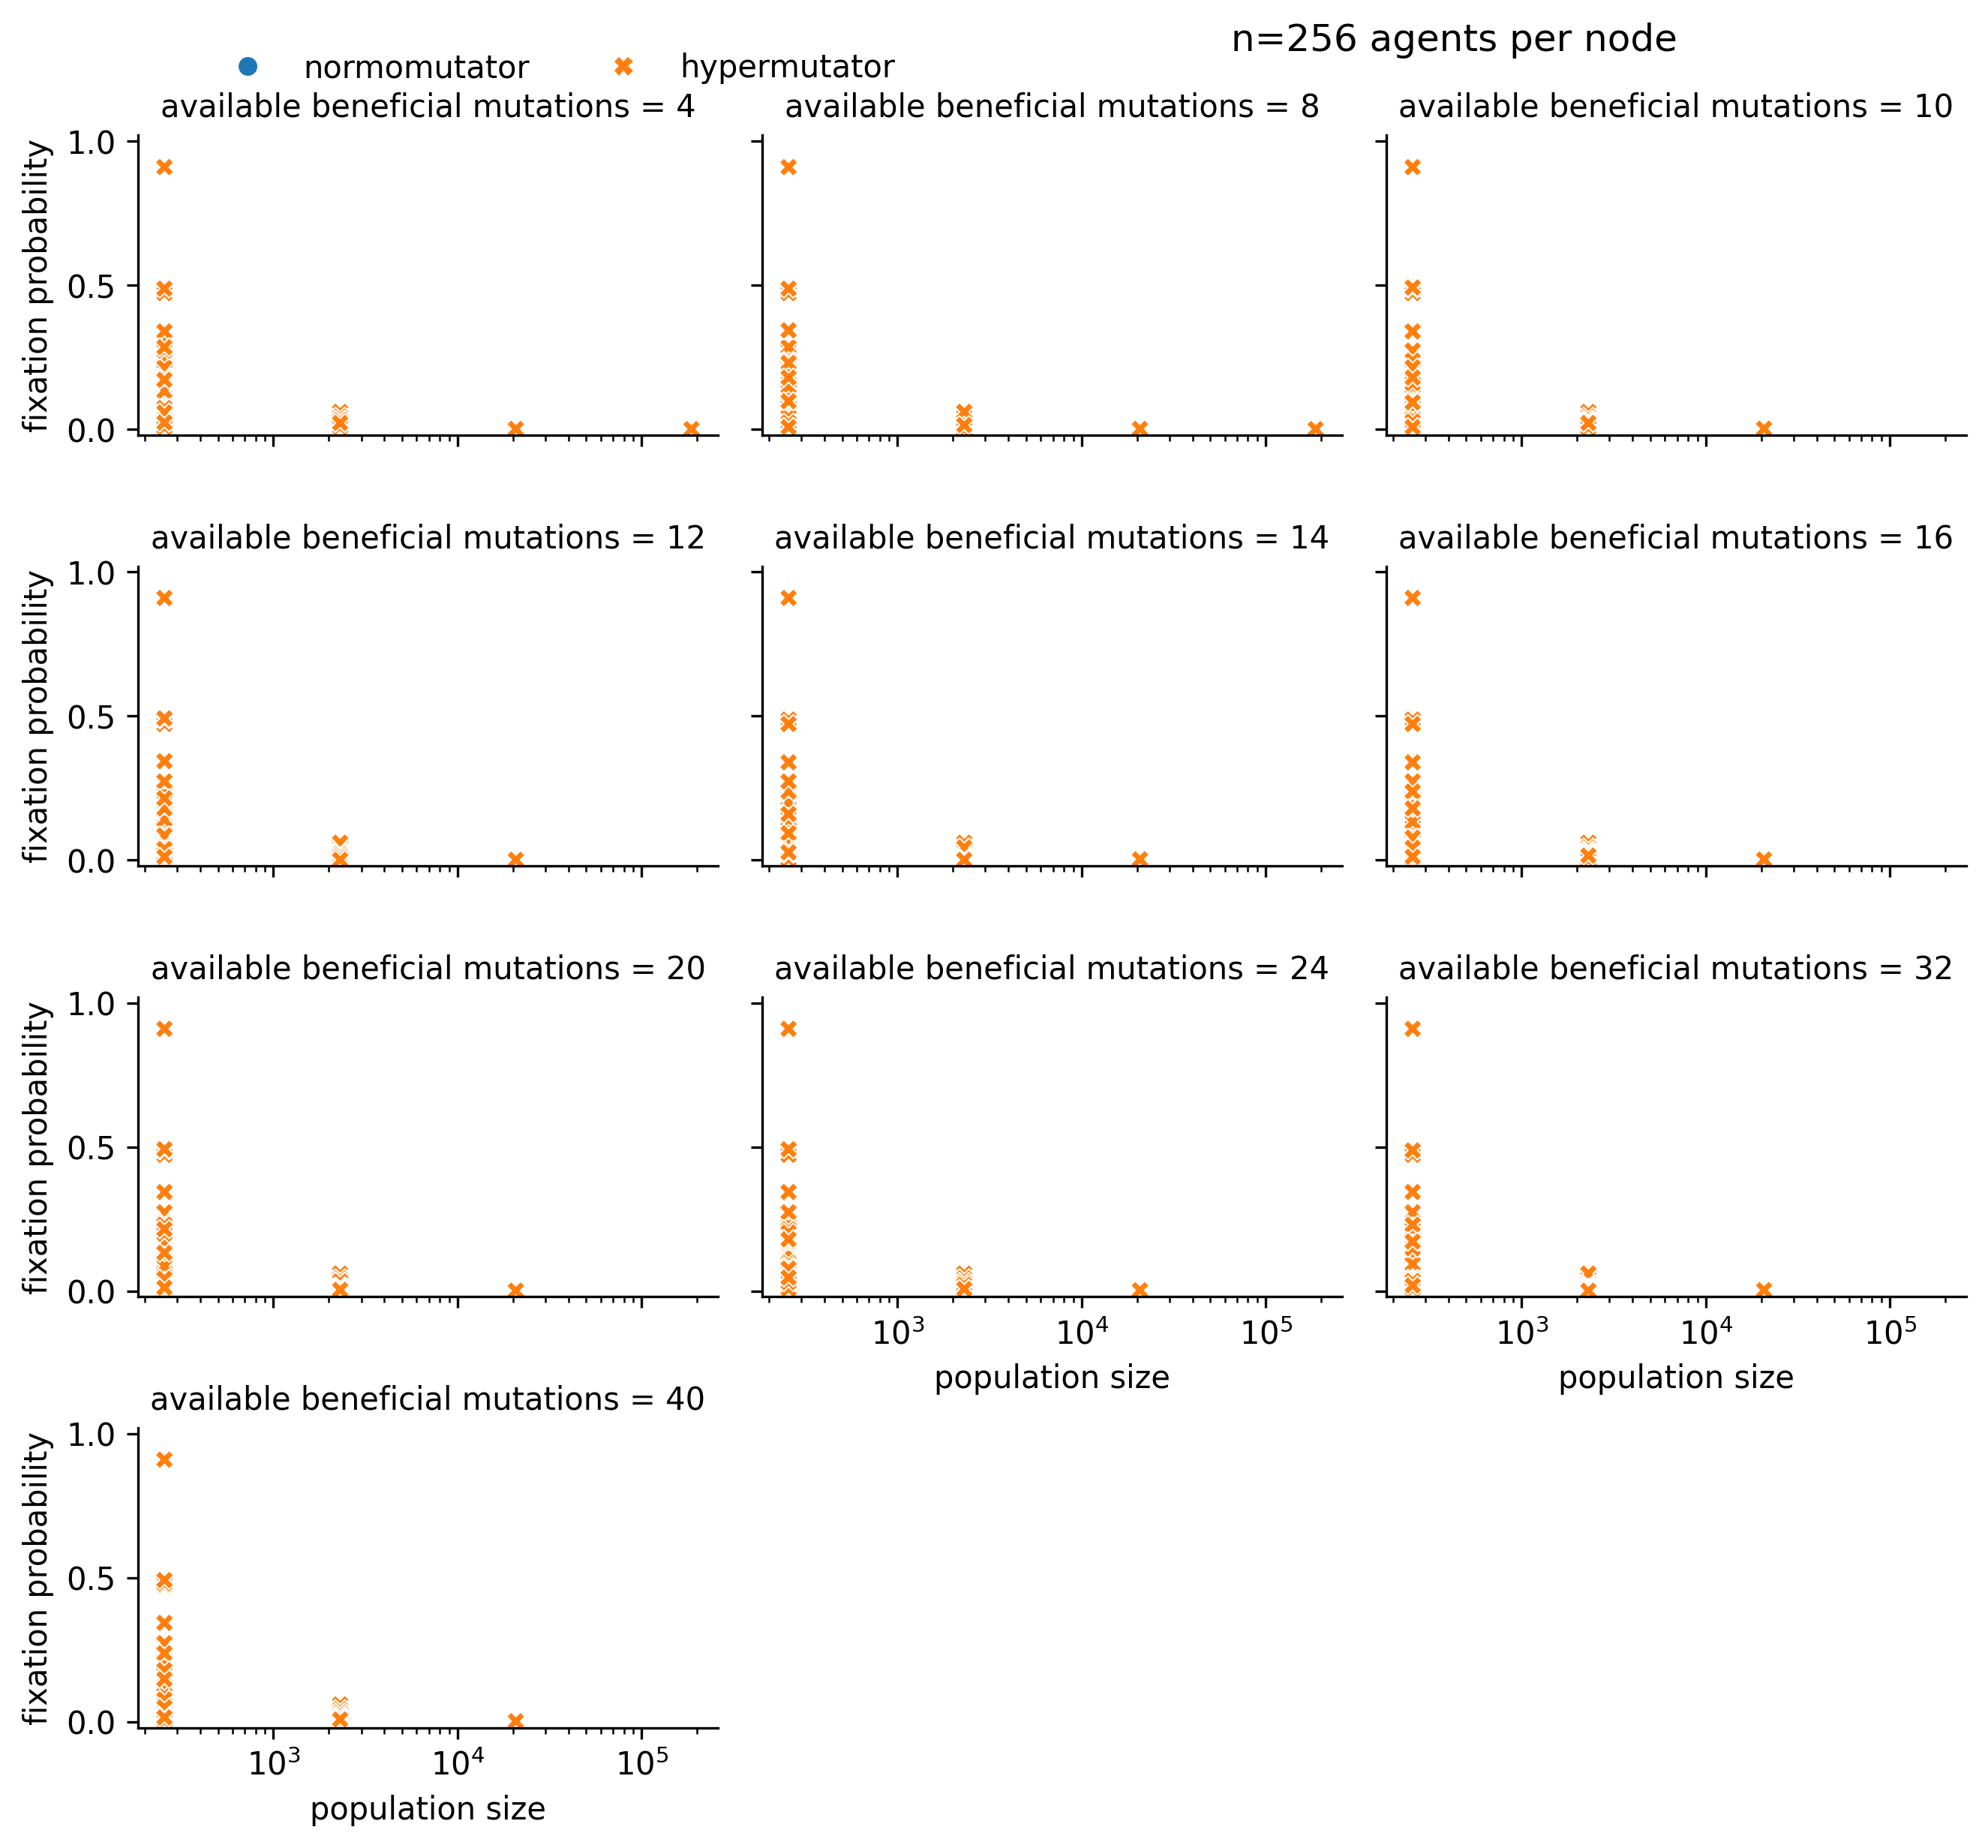 n=256 agents per node
normomutator hypermutator
available beneficial mutations = 4 available beneficial mutations = 8 available beneficial mutations = 10
fixation probability
1.0
0.5
0.0
available beneficial mutations = 12 available beneficial mutations = 14 available beneficial mutations = 16
fixation probability
1.0
0.5
0.0
available beneficial mutations = 20 available beneficial mutations = 24 available beneficial mutations = 32
fixation probability
1.0
0.5
0.0
10³ 10⁴ 10⁵ 10³ 10⁴ 10⁵
population size population size
available beneficial mutations = 40
fixation probability
1.0
0.5
0.0
10³ 10⁴ 10⁵
population size